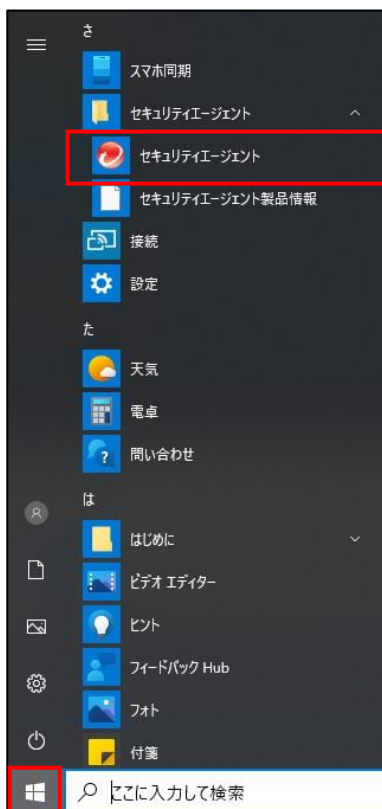 さ
スマホ同期
セキュリティエージェント
セキュリティエージェント
セキュリティエージェント製品情報
接続
設定
た
天気
電卓
問い合わせ
は
はじめに
ビデオ エディター
ヒント
フィードバック Hub
フォト
付箋
ここに入力して検索